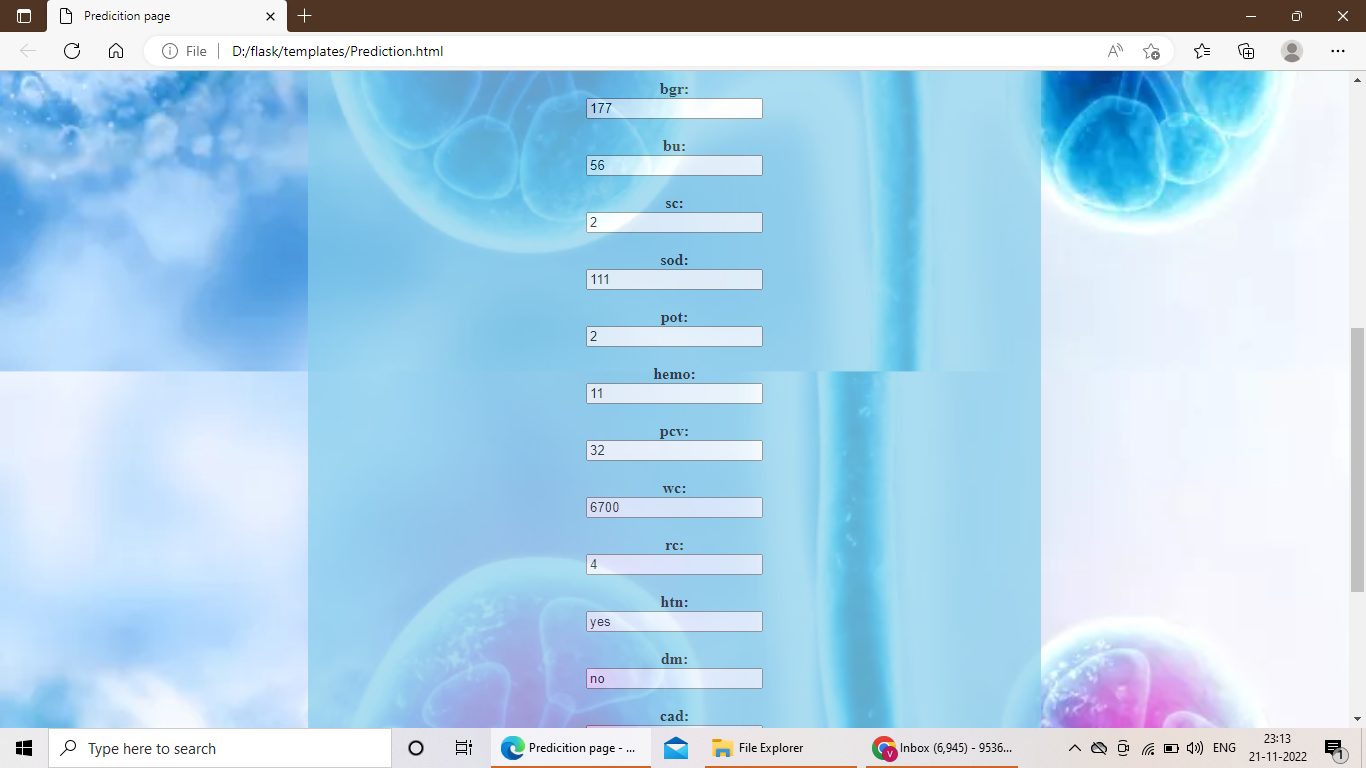 Predicition page
File
D:/flask/templates/Prediction.html
bgr:
177
bu:
56
sc:
2
sod:
111
pot:
2
hemo:
11
pcv:
32
wc:
6700
rc:
4
htn:
yes
dm:
no
cad:
Type here to search
Predicition page - ...
File Explorer
V
Inbox (6,945) - 9536...
ENG
23:13
21-11-2022
1